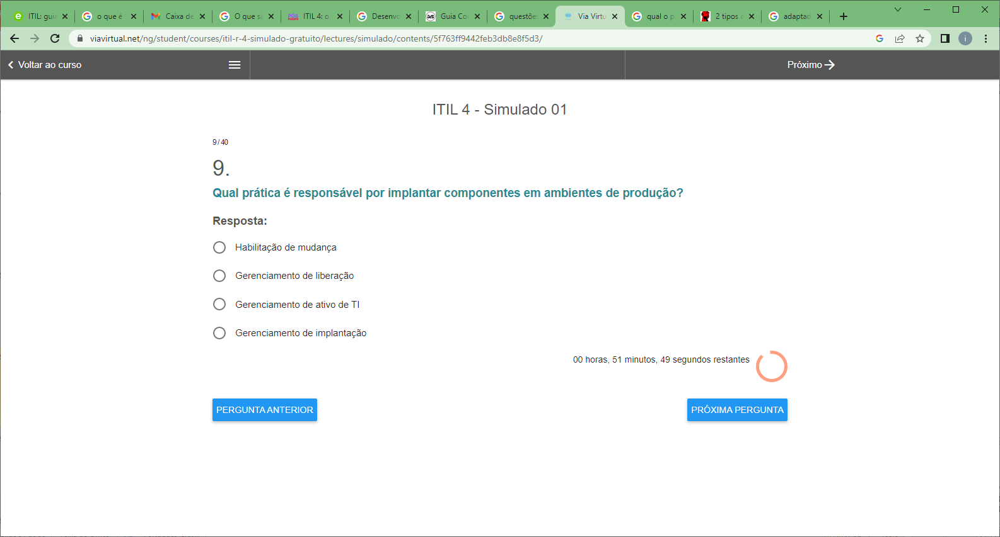 ITIL: guia
o que é
Caixa de
O que sã
ITIL 4: o
Desenvo
Guia Co
questõe
Via Virtu
qual o p
2 tipos
adaptad
viavirtual.net/ng/student/courses/itil-r-4-simulado-gratuito/lectures/simulado/contents/5f763ff9442feb3db8e8f5d3/
i
Voltar ao curso
Próximo
ITIL 4 - Simulado 01
9 / 40
9.
Qual prática é responsável por implantar componentes em ambientes de produção?
Resposta:
Habilitação de mudança
Gerenciamento de liberação
Gerenciamento de ativo de TI
Gerenciamento de implantação
00 horas, 51 minutos, 49 segundos restantes
PERGUNTA ANTERIOR
PRÓXIMA PERGUNTA